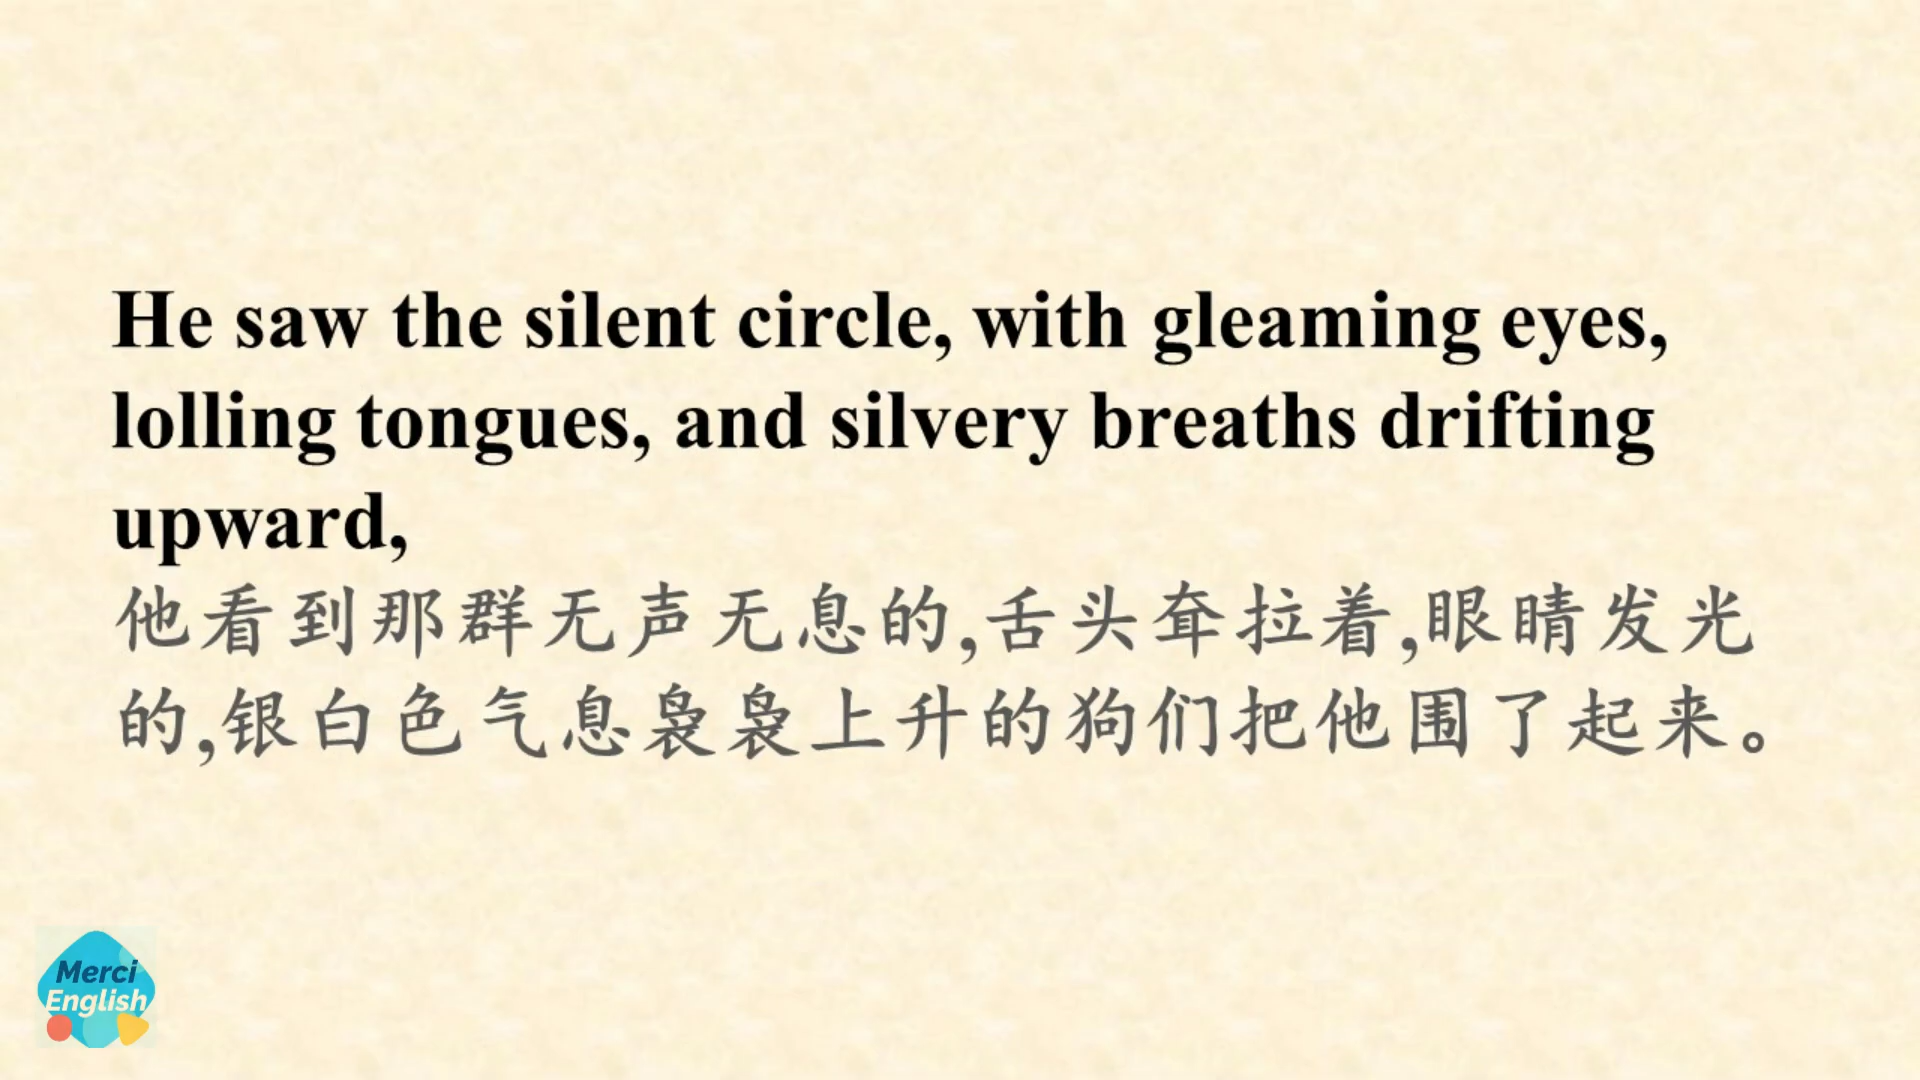 He saw the silent circle, with gleaming eyes,
lolling tongues, and silvery breaths drifting
upward,
他看到那群无声无息的,舌头耷拉着,眼睛发光
的,银白色气息袅袅上升的狗们把他围了起来。
Merci
English